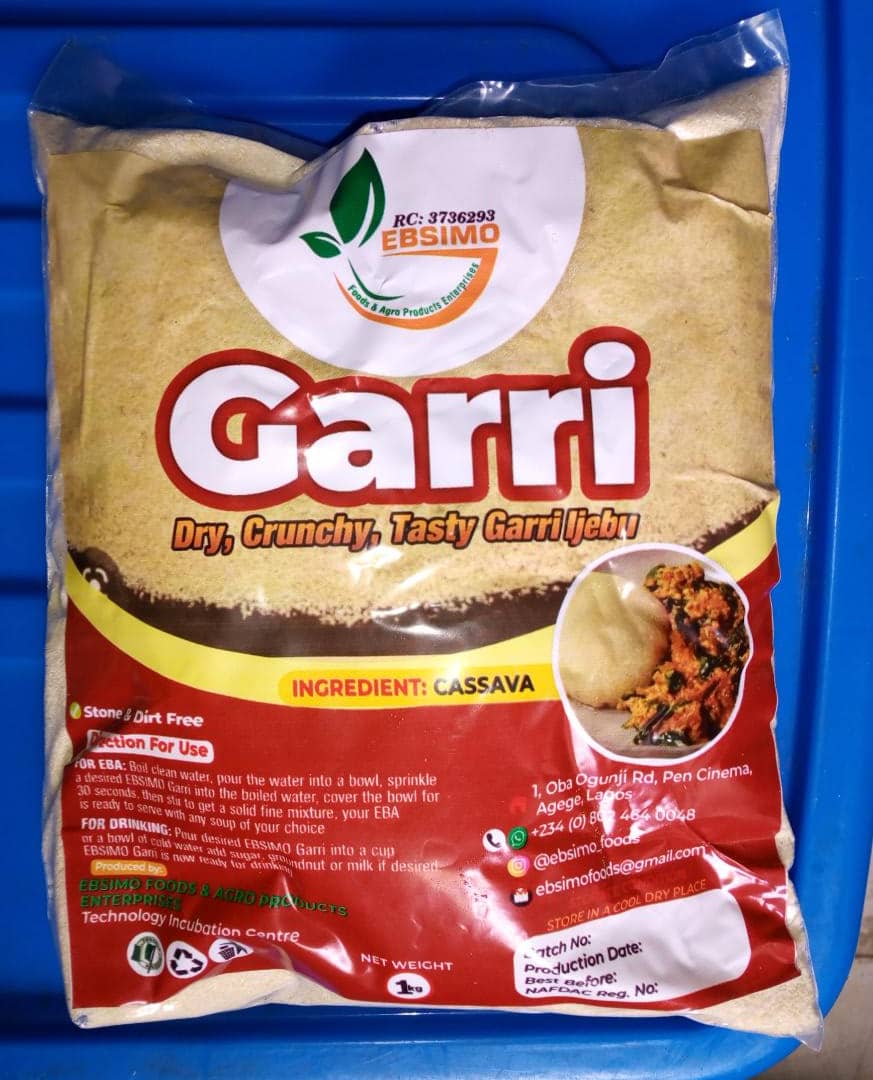 RC: 3736293
EBSIMO
Foods & Agro Products Enterprises
Garri
Dry, Crunchy, Tasty Garri Ijebu
INGREDIENT: CASSAVA
Stone & Dirt Free
For Use
FOR EBA: Boil clean water, pour the water into a bowl, sprinkle
a desired EBSIMO Garri into the boiled water, cover the bowl for
30 seconds, then stir to get a solid fine mixture, your EBA
is ready to serve with any soup of your choice
FOR DRINKING: Pour desired EBSIMO Garri into a cup
or a bowl of cold water add sugar, groundnut or milk if desired
EBSIMO Garri is now ready for drinking
Produced by:
EBSIMO FOODS & AGRO PRODUCTS
ENTERPRISES
Technology Incubation Centre
NET WEIGHT
1kg
1, Oba Ogunji Rd, Pen Cinema,
Agege, Lagos
+234 (0) 802 464 0048
@ebsimo_foods
ebsimofoods@gmail.com
STORE IN A COOL DRY PLACE
Batch No:
Production Date:
Best Before:
NAFDAC Reg. No: